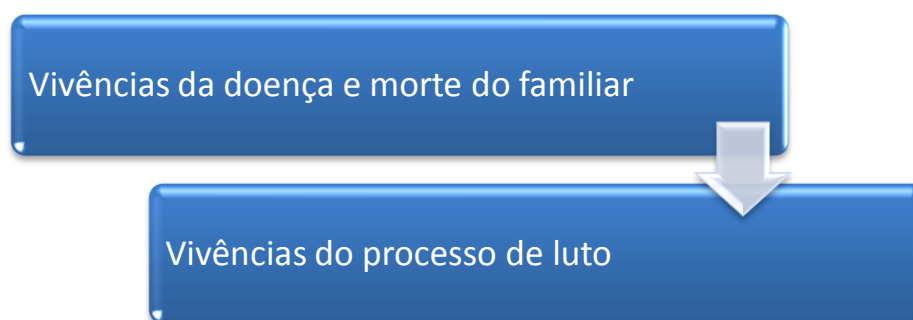 Vivências da doença e morte do familiar
Vivências do processo de luto